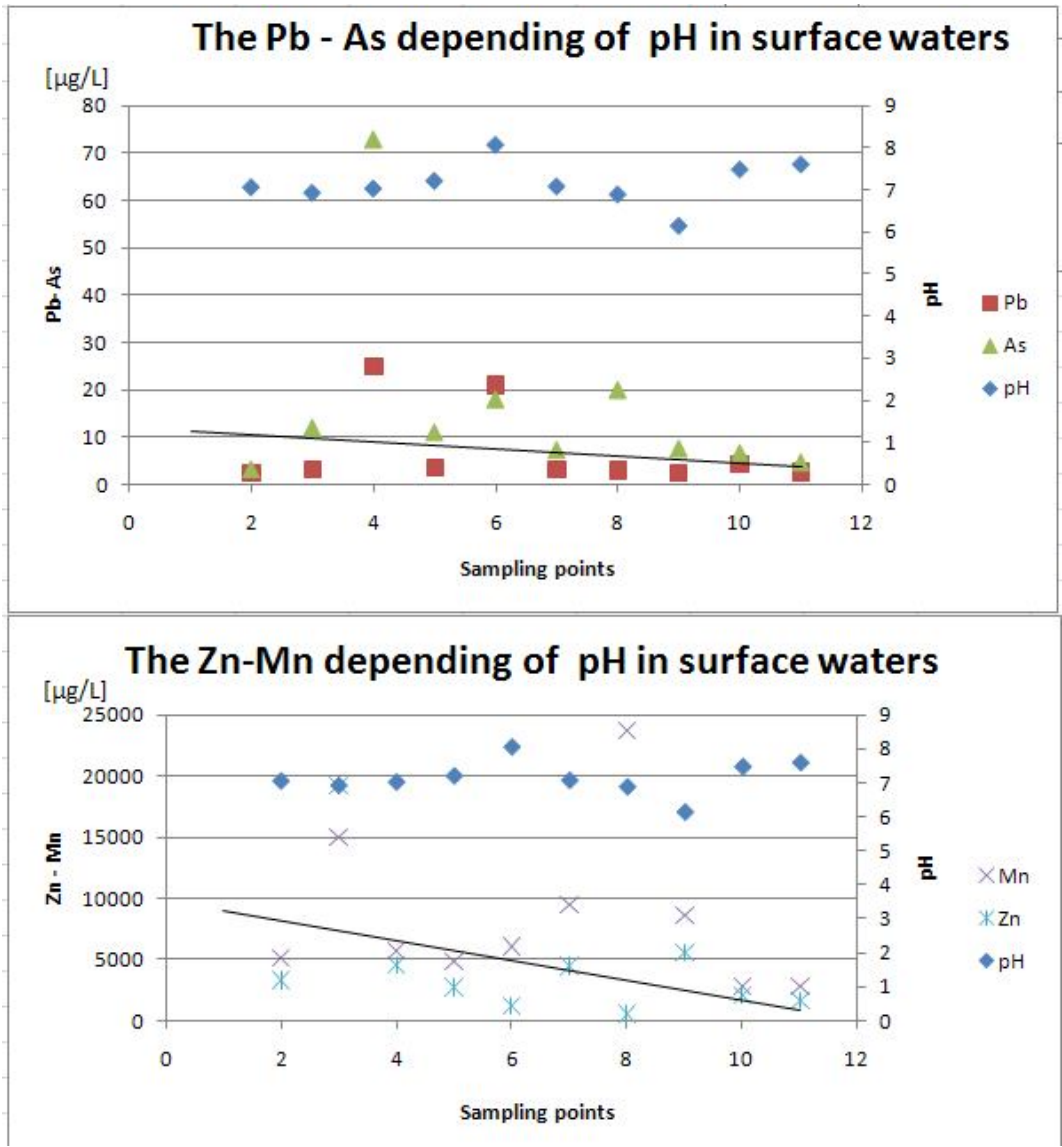 The Pb - As depending of pH in surface waters
[µg/L]
80
70
60
50
40
30
20
10
0
Pb-As
9
8
7
6
5
4
3
2
1
0
pH
0 2 4 6 8 10 12
Sampling points
Pb
As
pH
The Zn-Mn depending of pH in surface waters
[µg/L]
25000
20000
15000
10000
5000
0
Zn - Mn
9
8
7
6
5
4
3
2
1
0
pH
0 2 4 6 8 10 12
Sampling points
Mn
Zn
pH